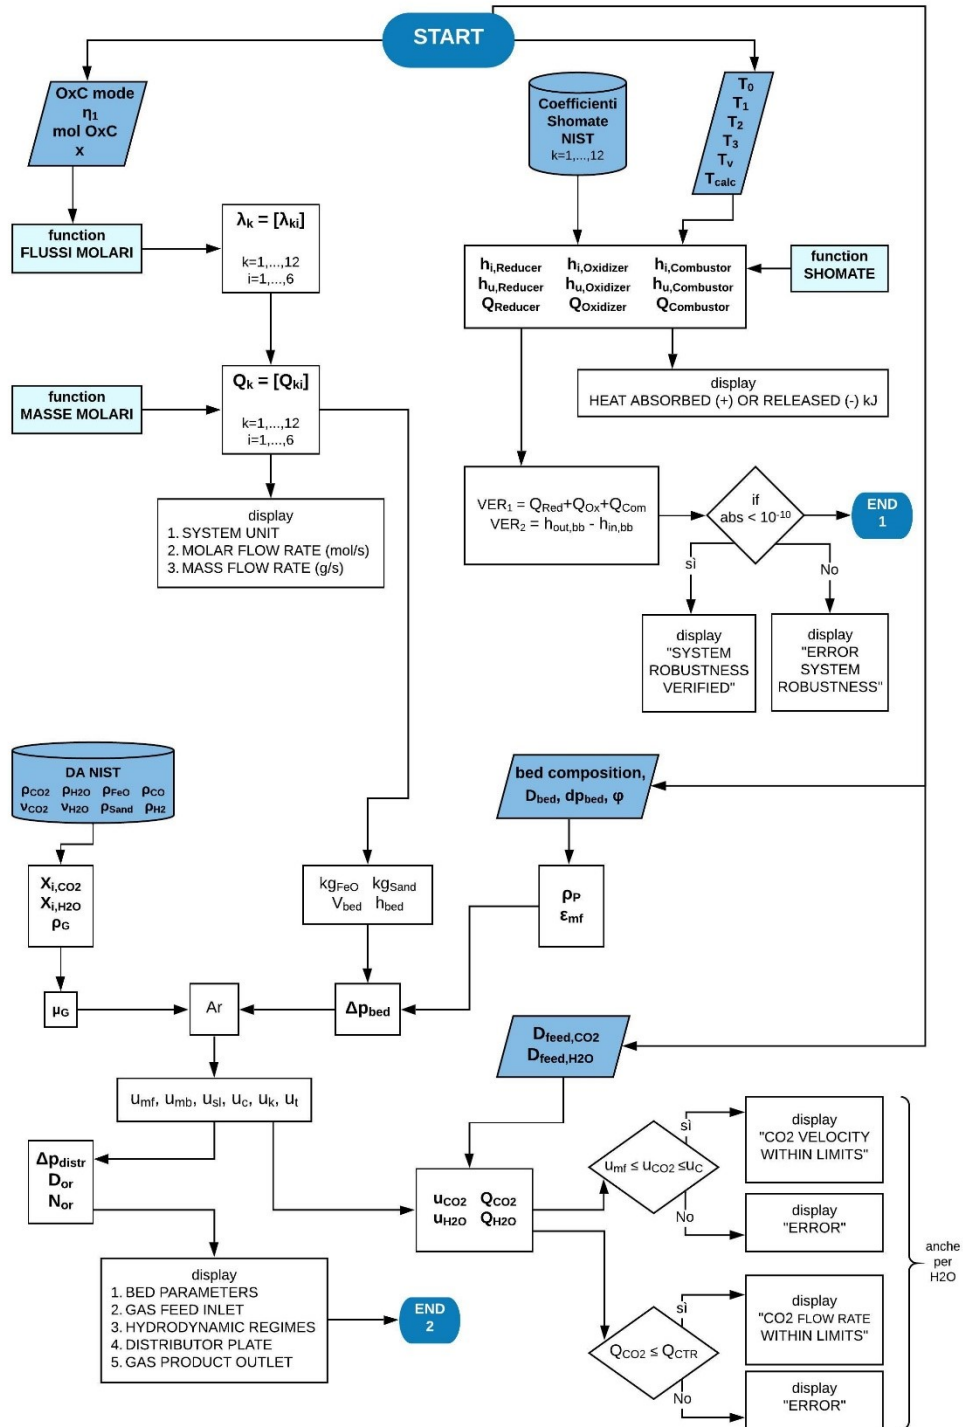 START
OxC mode
η1
mol OxC
x
Coefficienti
Shomate
NIST
k=1,...,12
T0
T1
T2
T3
Tv
Tcalc
function
FLUSSI MOLARI
λk = [λki]
k=1,...,12
i=1,...,6
hi,Reducer hi,Oxidizer hi,Combustor
hu,Reducer hu,Oxidizer hu,Combustor
QReducer QOxidizer QCombustor
function
SHOMATE
function
MASSE MOLARI
Qk = [Qki]
k=1,...,12
i=1,...,6
display
HEAT ABSORBED (+) OR RELEASED (-) kJ
display
1. SYSTEM UNIT
2. MOLAR FLOW RATE (mol/s)
3. MASS FLOW RATE (g/s)
VER1 = QRed+QOx+QCom
VER2 = hout,bb - hin,bb
if
abs < 10-10
END
1
sì
No
display
"SYSTEM
ROBUSTNESS
VERIFIED"
display
"ERROR
SYSTEM
ROBUSTNESS"
DA NIST
ρCO2 ρH2O ρFeO ρCO
νCO2 νH2O ρSand ρH2
bed composition,
Dbed, dpbed, φ
Xi,CO2
Xi,H2O
ρG
kgFeO kgSand
Vbed hbed
ρP
εmf
μG
Ar
Δpbed
Dfeed,CO2
Dfeed,H2O
umf, umb, usl, uc, uk, ut
Δpdistr
Dor
Nor
uCO2 QCO2
uH2O QH2O
umf ≤ uCO2 ≤uC
sì
No
display
"CO2 VELOCITY
WITHIN LIMITS"
display
"ERROR"
anche
per
H2O
display
1. BED PARAMETERS
2. GAS FEED INLET
3. HYDRODYNAMIC REGIMES
4. DISTRIBUTOR PLATE
5. GAS PRODUCT OUTLET
END
2
QCO2 ≤ QCTR
sì
No
display
"CO2 FLOW RATE
WITHIN LIMITS"
display
"ERROR"